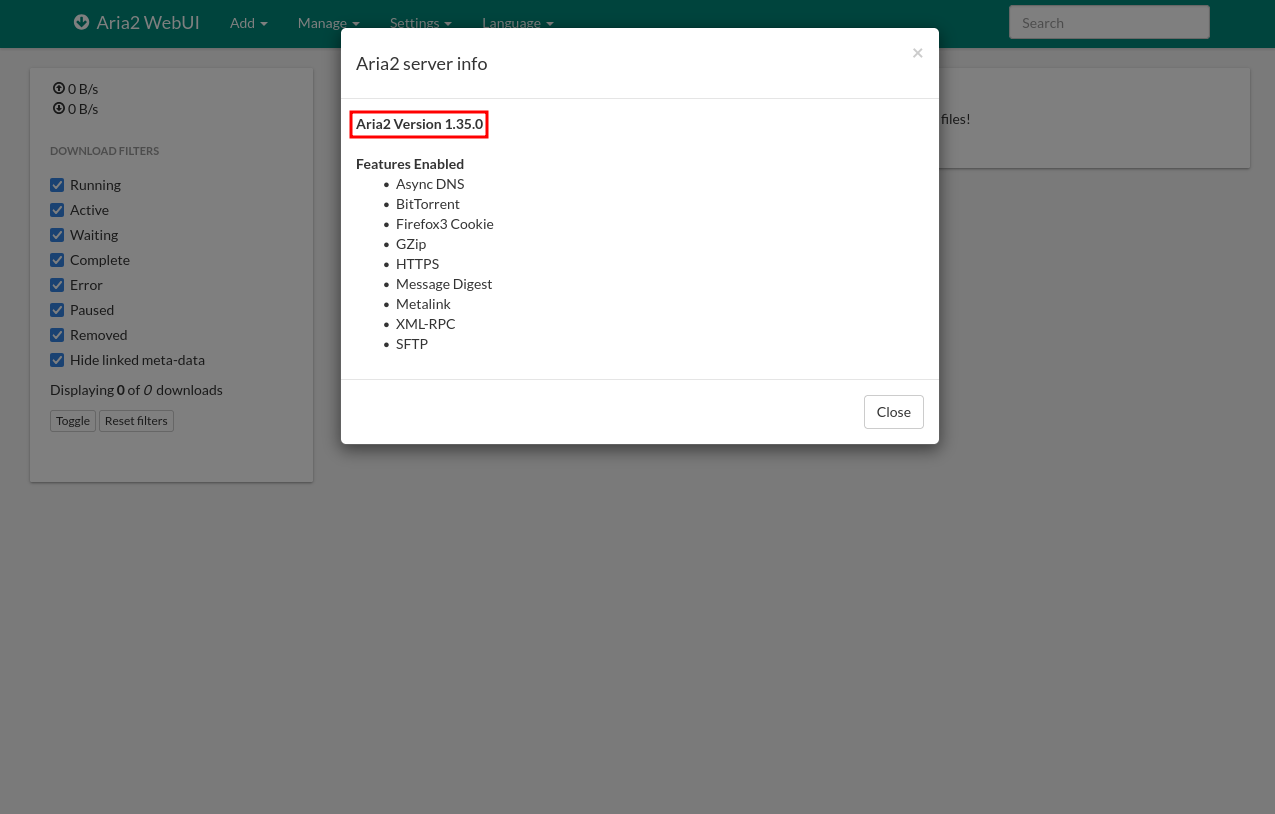 Aria2 WebUI Add Manage Settings Language Search
Aria2 server info ×
0 B/s
0 B/s
DOWNLOAD FILTERS
Running
Active
Waiting
Complete
Error
Paused
Removed
Hide linked meta-data
Displaying 0 of 0 downloads
Toggle Reset filters
Aria2 Version 1.35.0
Features Enabled
• Async DNS
• BitTorrent
• Firefox3 Cookie
• GZip
• HTTPS
• Message Digest
• Metalink
• XML-RPC
• SFTP
Close
files!